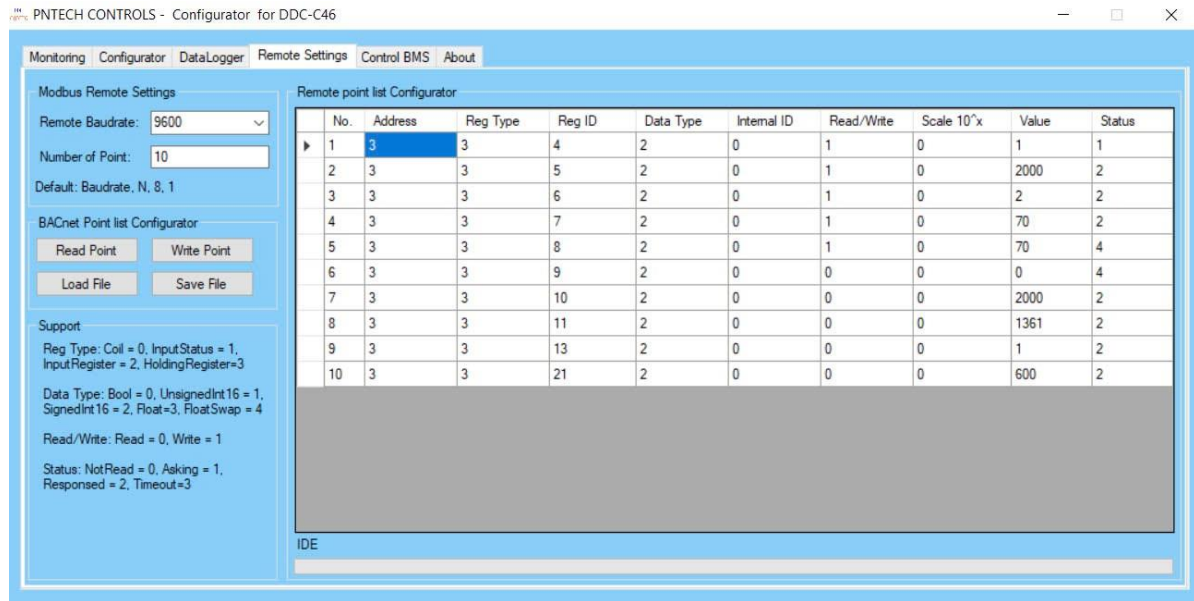 PNTECH CONTROLS - Configurator for DDC-C46
Monitoring Configurator DataLogger Remote Settings Control BMS About
Modbus Remote Settings
Remote Baudrate: 9600
Number of Point: 10
Default: Baudrate, N, 8, 1
BACnet Point list Configurator
Read Point Write Point
Load File Save File
Support
Reg Type: Coil = 0, InputStatus = 1,
InputRegister = 2, HoldingRegister=3
Data Type: Bool = 0, UnsignedInt16 = 1,
SignedInt16 = 2, Float=3, FloatSwap = 4
Read/Write: Read = 0, Write = 1
Status: NotRead = 0, Asking = 1,
Responsed = 2, Timeout=3
Remote point list Configurator
No. Address Reg Type Reg ID Data Type Internal ID Read/Write Scale 10^x Value Status
1 3 3 4 2 0 1 0 1 1
2 3 3 5 2 0 1 0 2000 2
3 3 3 6 2 0 1 0 2 2
4 3 3 7 2 0 1 0 70 2
5 3 3 8 2 0 1 0 70 4
6 3 3 9 2 0 0 0 0 4
7 3 3 10 2 0 0 0 2000 2
8 3 3 11 2 0 0 0 1361 2
9 3 3 13 2 0 0 0 1 2
10 3 3 21 2 0 0 0 600 2
IDE